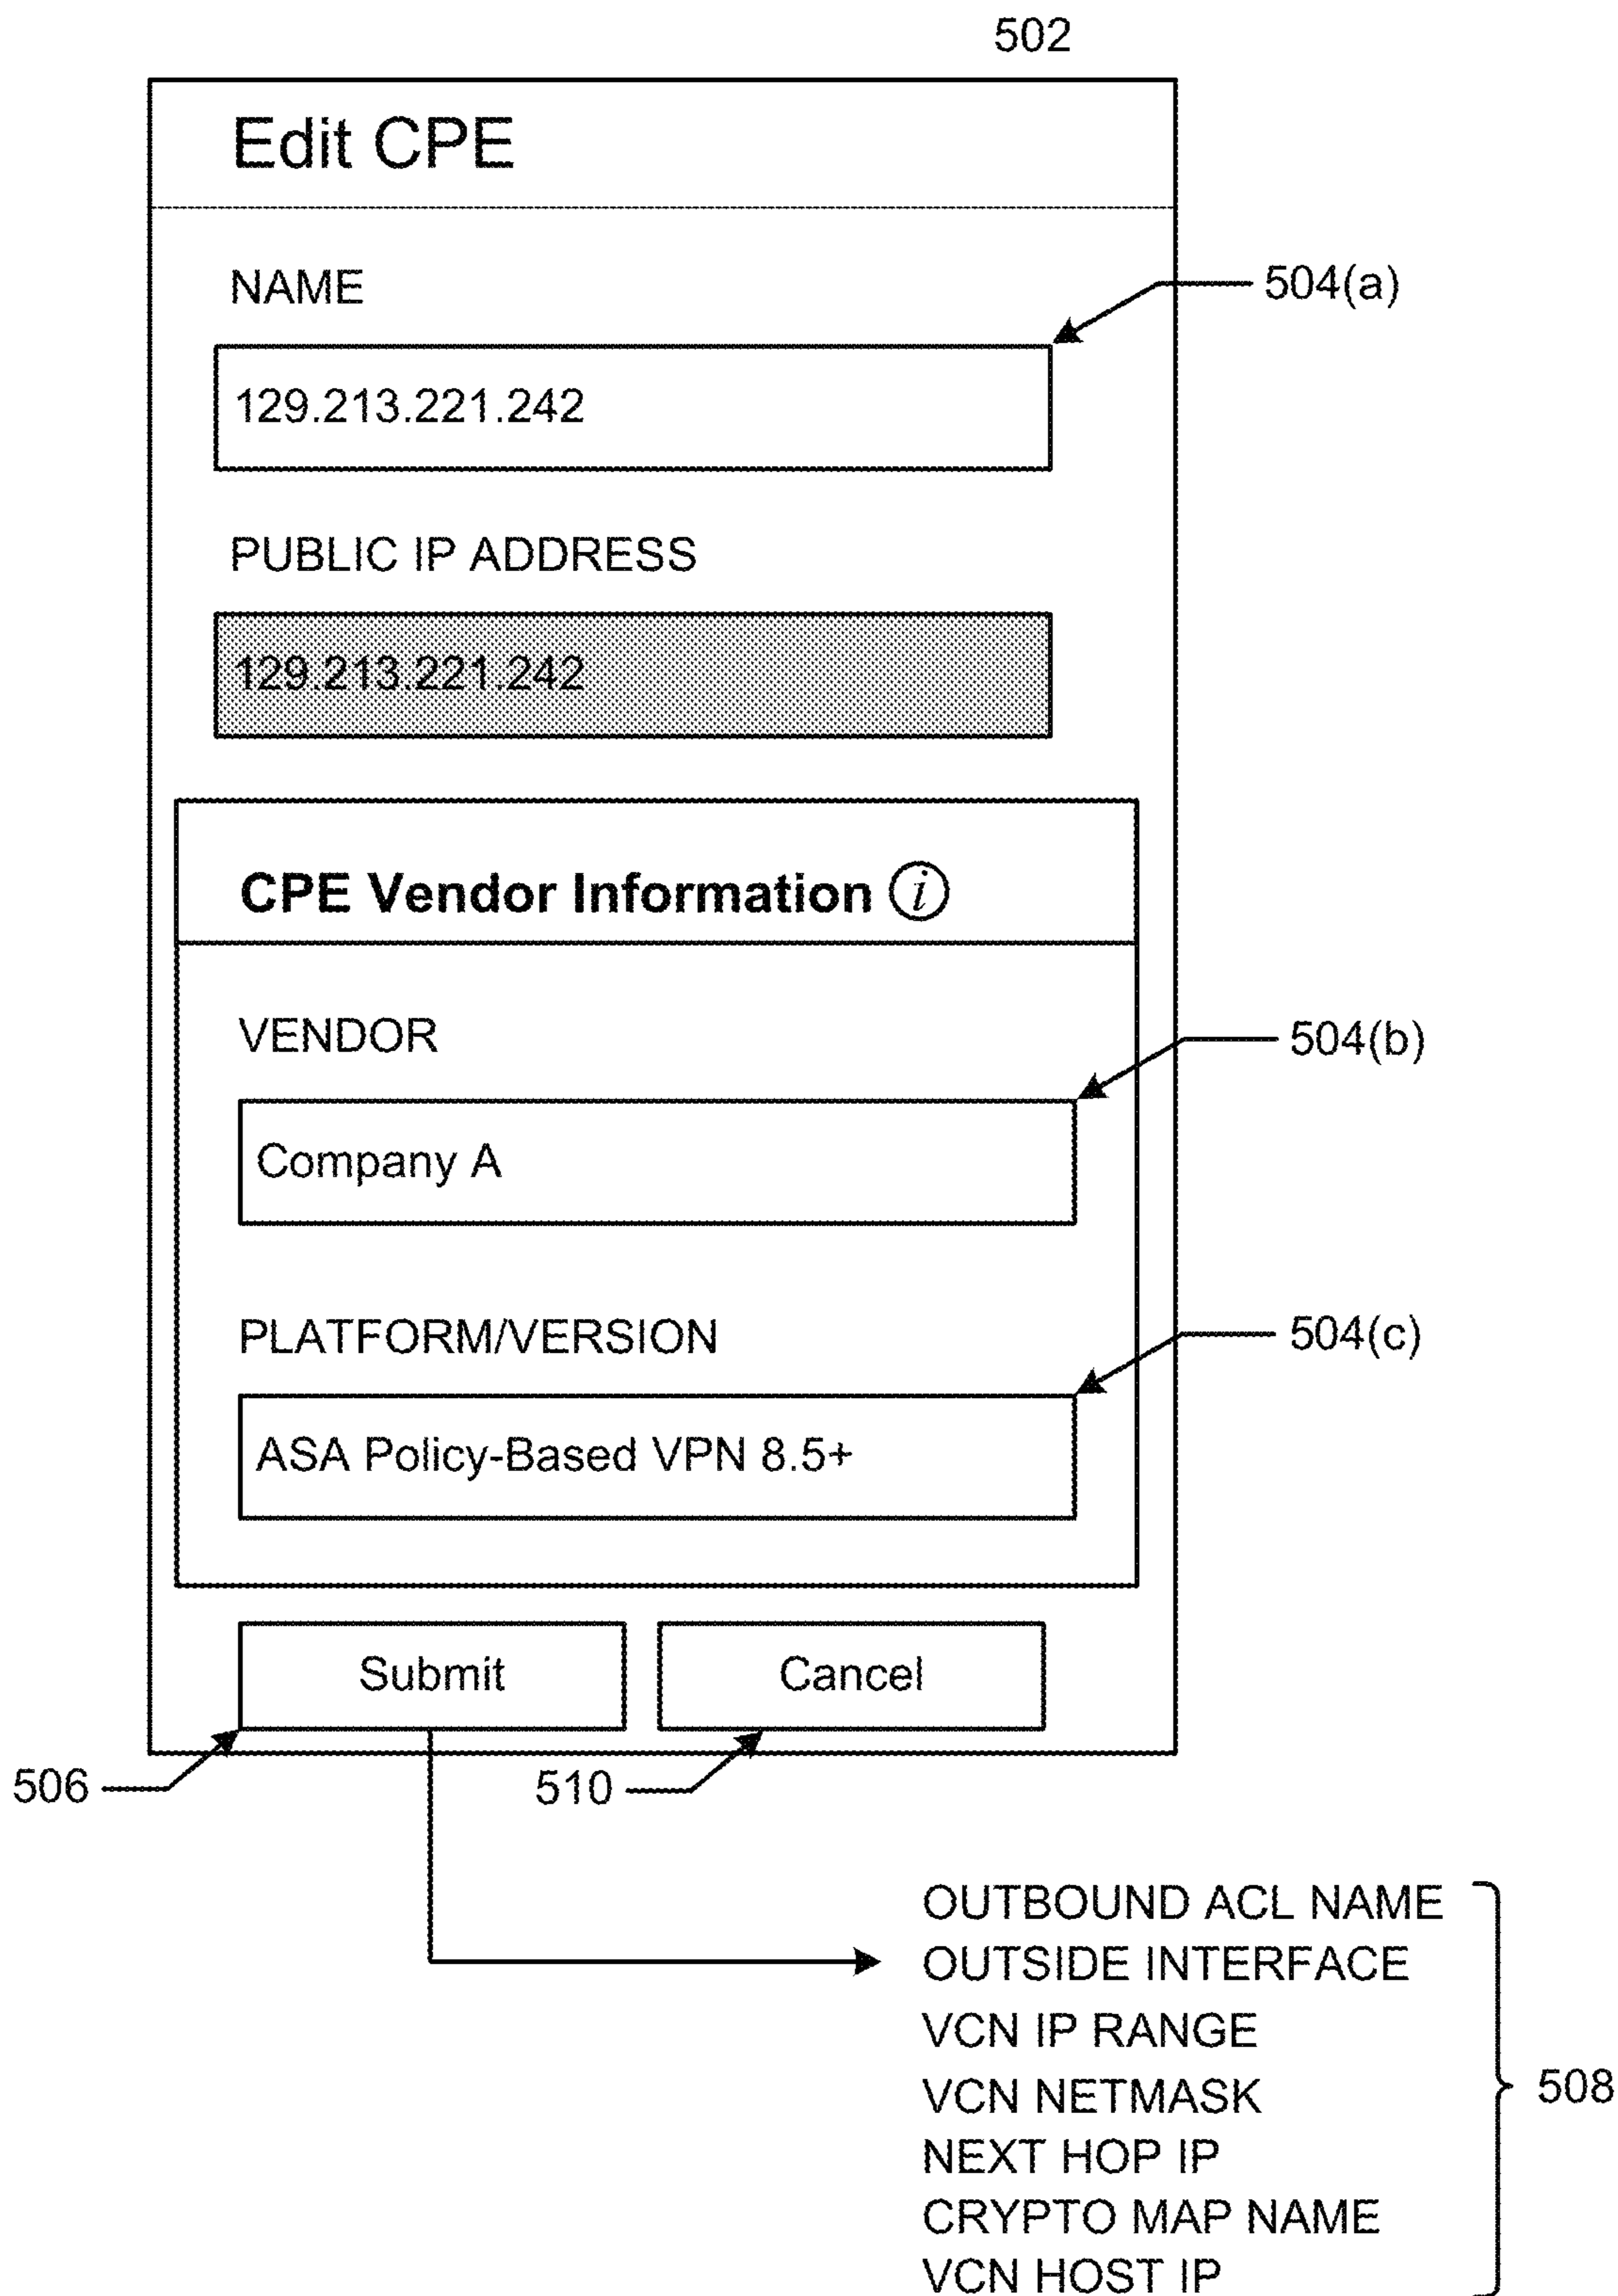 502
Edit CPE
NAME
504(a)
129.213.221.242
PUBLIC IP ADDRESS
129.213.221.242
CPE Vendor Information i
VENDOR
504(b)
Company A
PLATFORM/VERSION
504(c)
ASA Policy-Based VPN 8.5+
Submit
Cancel
506
510
OUTBOUND ACL NAME
OUTSIDE INTERFACE
VCN IP RANGE
VCN NETMASK
508
NEXT HOP IP
CRYPTO MAP NAME
VCN HOST IP